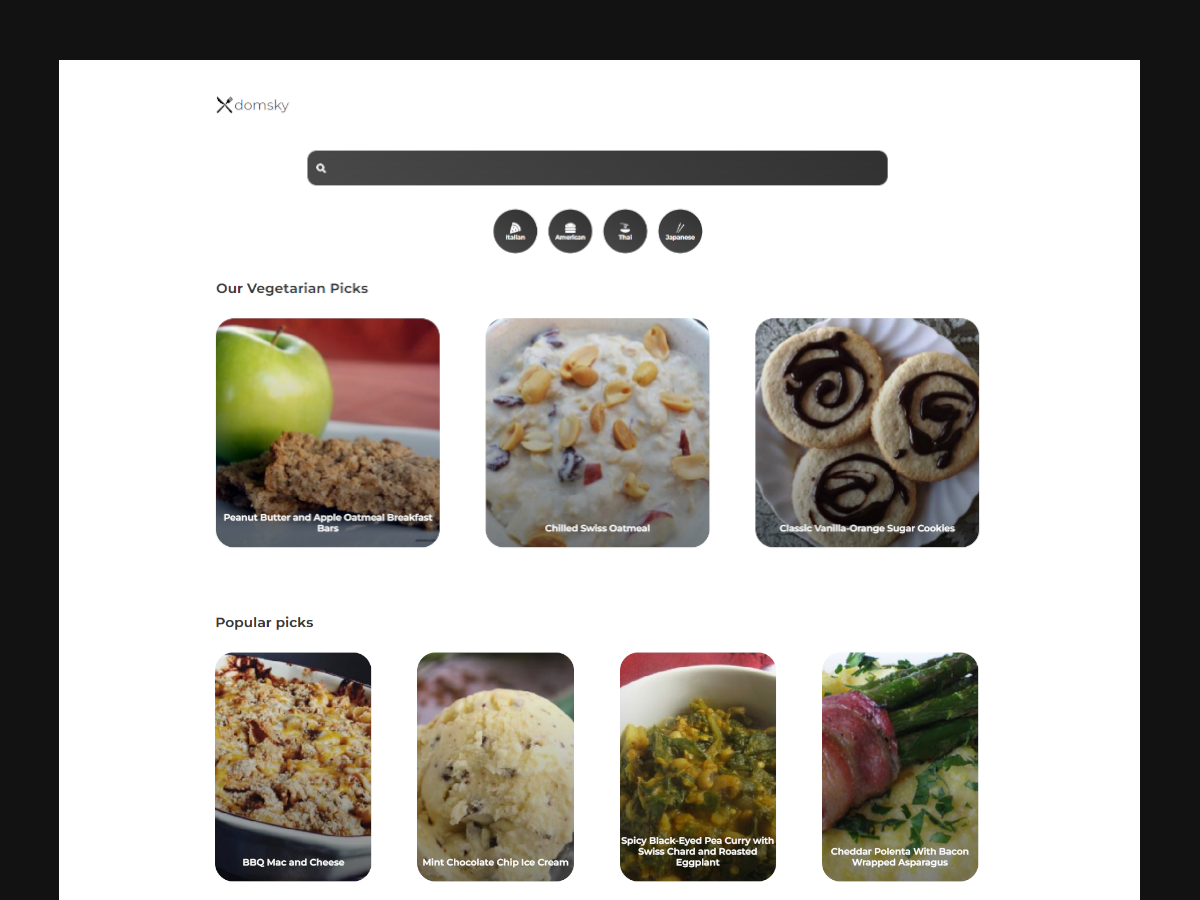 domsky
Italian
American
Thai
Japanese
Our Vegetarian Picks
Peanut Butter and Apple Oatmeal Breakfast
Bars
Chilled Swiss Oatmeal
Classic Vanilla-Orange Sugar Cookies
Popular picks
BBQ Mac and Cheese
Mint Chocolate Chip Ice Cream
Spicy Black-Eyed Pea Curry with
Swiss Chard and Roasted
Eggplant
Cheddar Polenta With Bacon
Wrapped Asparagus